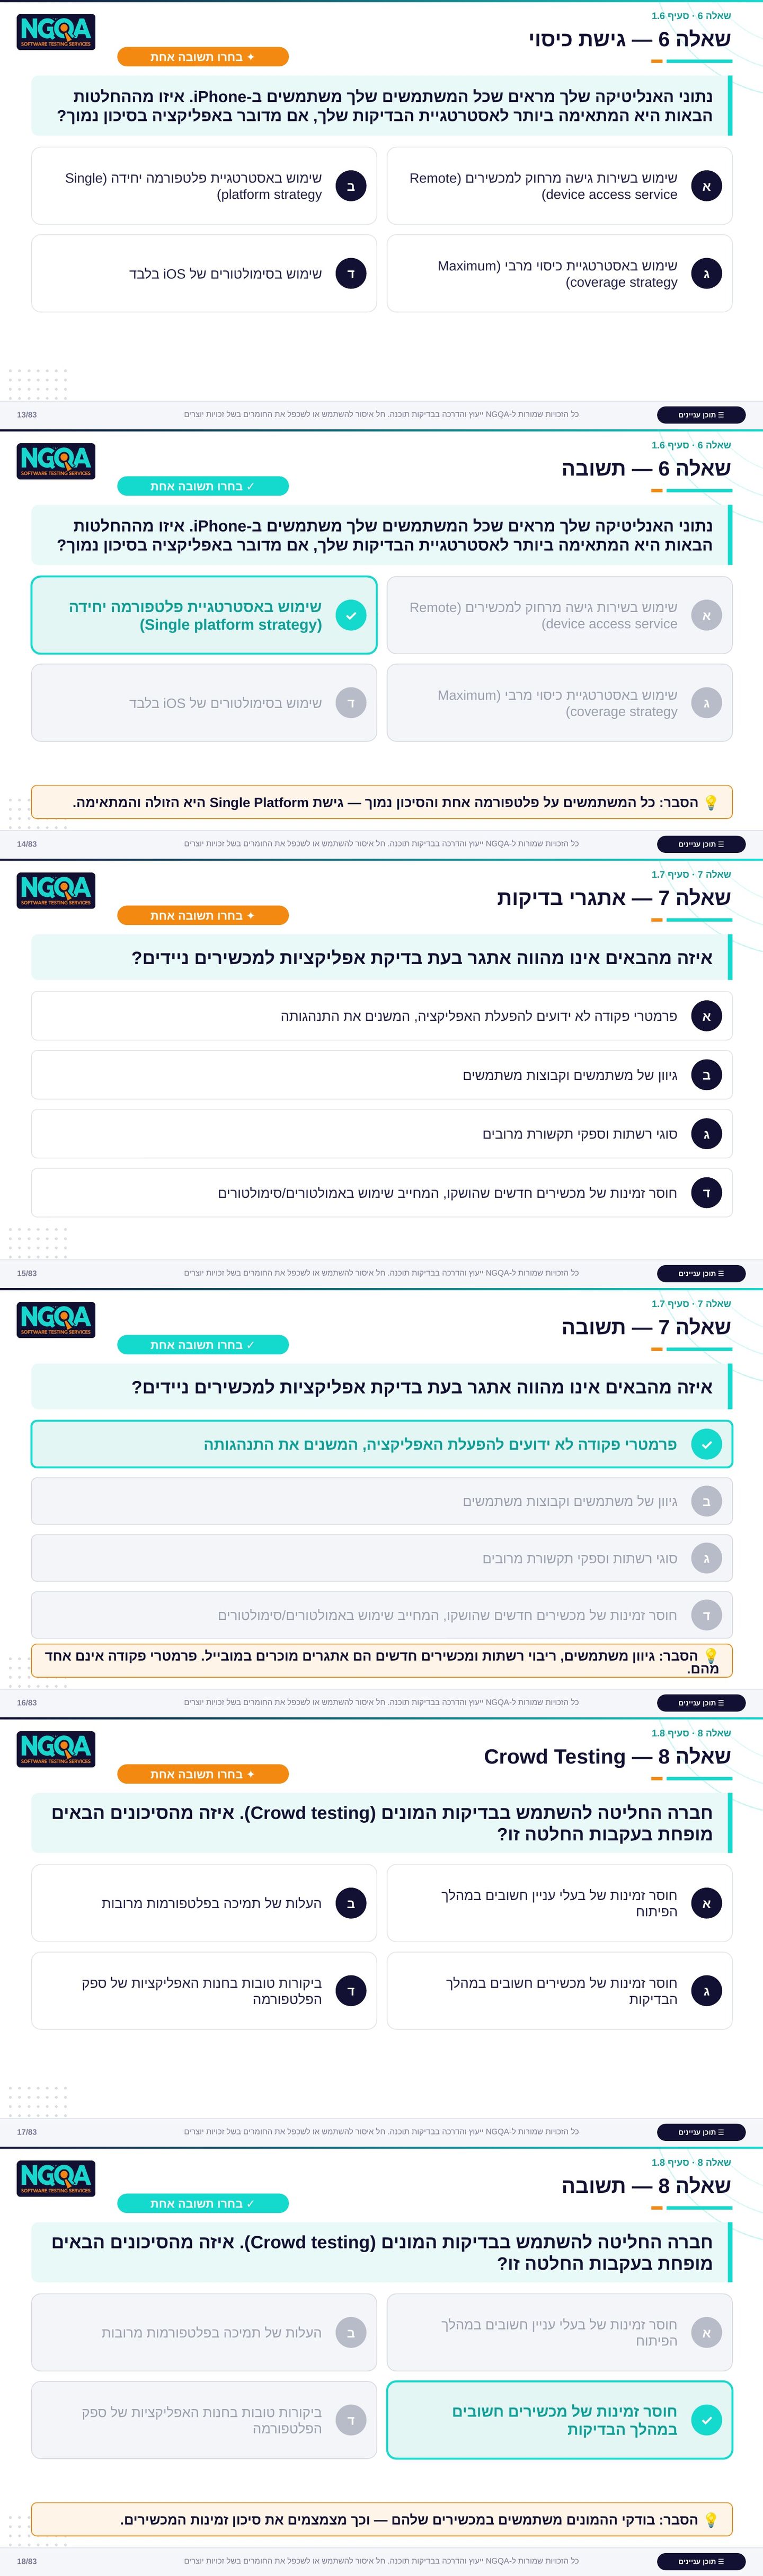 שאלה 6 · סעיף 1.6
שאלה 6 — גישת כיסוי
NGQA
SOFTWARE TESTING SERVICES
✦ בחרו תשובה אחת
נתוני האנליטיקה שלך מראים שכל המשתמשים שלך משתמשים ב-iPhone. איזו מההחלטות
הבאות היא המתאימה ביותר לאסטרטגיית הבדיקות שלך, אם מדובר באפליקציה בסיכון נמוך?
א
שימוש בשירות גישה מרחוק למכשירים (Remote
device access service)
ב
שימוש באסטרטגיית פלטפורמה יחידה (Single
platform strategy)
ג
שימוש באסטרטגיית כיסוי מרבי (Maximum
coverage strategy)
ד
שימוש בסימולטורים של iOS בלבד
☰ תוכן עניינים
כל הזכויות שמורות ל-NGQA ייעוץ והדרכה בבדיקות תוכנה. חל איסור להשתמש או לשכפל את החומרים בשל זכויות יוצרים
13/83
שאלה 6 · סעיף 1.6
שאלה 6 — תשובה
NGQA
SOFTWARE TESTING SERVICES
✓ בחרו תשובה אחת
נתוני האנליטיקה שלך מראים שכל המשתמשים שלך משתמשים ב-iPhone. איזו מההחלטות
הבאות היא המתאימה ביותר לאסטרטגיית הבדיקות שלך, אם מדובר באפליקציה בסיכון נמוך?
א
שימוש בשירות גישה מרחוק למכשירים (Remote
device access service)
✓
שימוש באסטרטגיית פלטפורמה יחידה
(Single platform strategy)
ג
שימוש באסטרטגיית כיסוי מרבי (Maximum
coverage strategy)
ד
שימוש בסימולטורים של iOS בלבד
💡 הסבר: כל המשתמשים על פלטפורמה אחת והסיכון נמוך — גישת Single Platform היא הזולה והמתאימה.
☰ תוכן עניינים
כל הזכויות שמורות ל-NGQA ייעוץ והדרכה בבדיקות תוכנה. חל איסור להשתמש או לשכפל את החומרים בשל זכויות יוצרים
14/83
שאלה 7 · סעיף 1.7
שאלה 7 — אתגרי בדיקות
NGQA
SOFTWARE TESTING SERVICES
✦ בחרו תשובה אחת
איזה מהבאים אינו מהווה אתגר בעת בדיקת אפליקציות למכשירים ניידים?
א
פרמטרי פקודה לא ידועים להפעלת האפליקציה, המשנים את התנהגותה
ב
גיוון של משתמשים וקבוצות משתמשים
ג
סוגי רשתות וספקי תקשורת מרובים
ד
חוסר זמינות של מכשירים חדשים שהושקו, המחייב שימוש באמולטורים/סימולטורים
☰ תוכן עניינים
כל הזכויות שמורות ל-NGQA ייעוץ והדרכה בבדיקות תוכנה. חל איסור להשתמש או לשכפל את החומרים בשל זכויות יוצרים
15/83
שאלה 7 · סעיף 1.7
שאלה 7 — תשובה
NGQA
SOFTWARE TESTING SERVICES
✓ בחרו תשובה אחת
איזה מהבאים אינו מהווה אתגר בעת בדיקת אפליקציות למכשירים ניידים?
✓
פרמטרי פקודה לא ידועים להפעלת האפליקציה, המשנים את התנהגותה
ב
גיוון של משתמשים וקבוצות משתמשים
ג
סוגי רשתות וספקי תקשורת מרובים
ד
חוסר זמינות של מכשירים חדשים שהושקו, המחייב שימוש באמולטורים/סימולטורים
💡 הסבר: גיוון משתמשים, ריבוי רשתות ומכשירים חדשים הם אתגרים מוכרים במובייל. פרמטרי פקודה אינם אחד
מהם.
☰ תוכן עניינים
כל הזכויות שמורות ל-NGQA ייעוץ והדרכה בבדיקות תוכנה. חל איסור להשתמש או לשכפל את החומרים בשל זכויות יוצרים
16/83
שאלה 8 · סעיף 1.8
שאלה 8 — Crowd Testing
NGQA
SOFTWARE TESTING SERVICES
✦ בחרו תשובה אחת
חברה החליטה להשתמש בבדיקות המונים (Crowd testing). איזה מהסיכונים הבאים
מופחת בעקבות החלטה זו?
א
חוסר זמינות של בעלי עניין חשובים במהלך
הפיתוח
ב
העלות של תמיכה בפלטפורמות מרובות
ג
חוסר זמינות של מכשירים חשובים במהלך
הבדיקות
ד
ביקורות טובות בחנות האפליקציות של ספק
הפלטפורמה
☰ תוכן עניינים
כל הזכויות שמורות ל-NGQA ייעוץ והדרכה בבדיקות תוכנה. חל איסור להשתמש או לשכפל את החומרים בשל זכויות יוצרים
17/83
שאלה 8 · סעיף 1.8
שאלה 8 — תשובה
NGQA
SOFTWARE TESTING SERVICES
✓ בחרו תשובה אחת
חברה החליטה להשתמש בבדיקות המונים (Crowd testing). איזה מהסיכונים הבאים
מופחת בעקבות החלטה זו?
א
חוסר זמינות של בעלי עניין חשובים במהלך
הפיתוח
ב
העלות של תמיכה בפלטפורמות מרובות
✓
חוסר זמינות של מכשירים חשובים
במהלך הבדיקות
ד
ביקורות טובות בחנות האפליקציות של ספק
הפלטפורמה
💡 הסבר: בודקי ההמונים משתמשים במכשירים שלהם — וכך מצמצמים את סיכון זמינות המכשירים.
☰ תוכן עניינים
כל הזכויות שמורות ל-NGQA ייעוץ והדרכה בבדיקות תוכנה. חל איסור להשתמש או לשכפל את החומרים בשל זכויות יוצרים
18/83